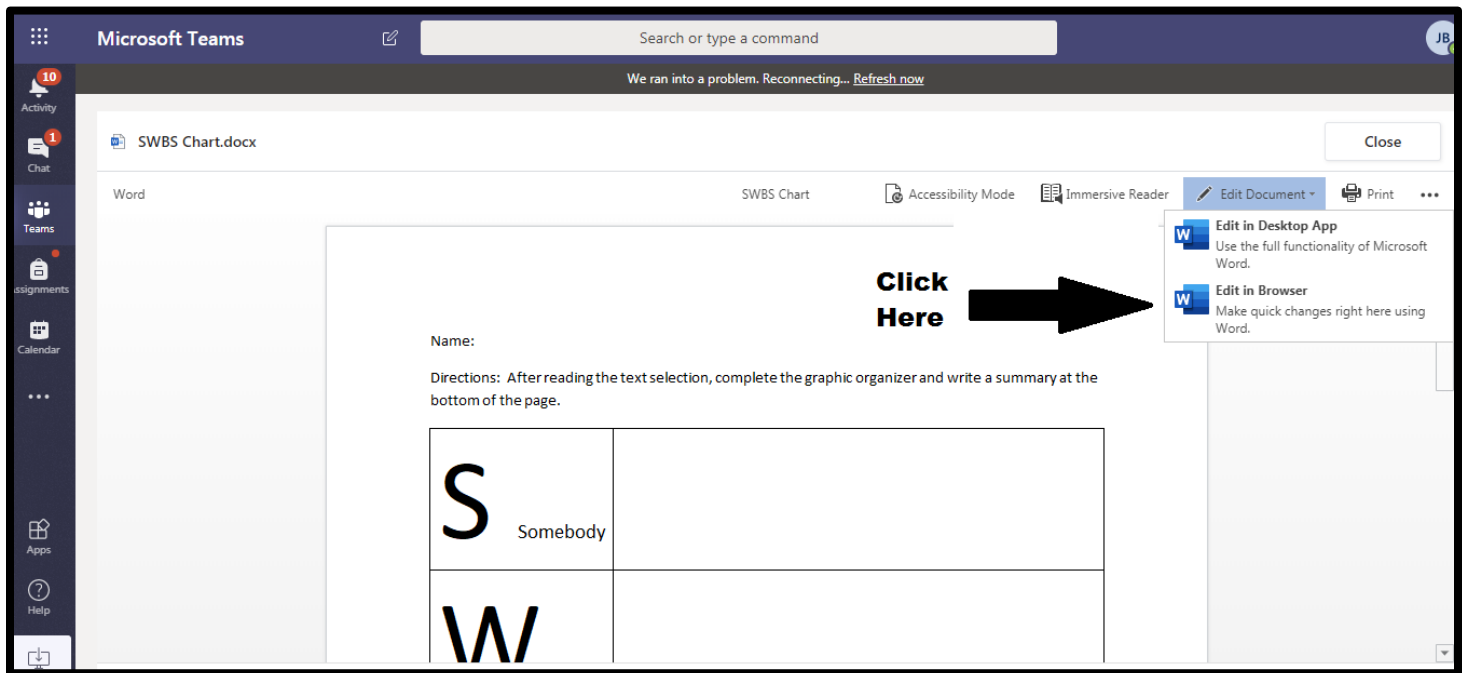 Microsoft Teams
Search or type a command
JB
We ran into a problem. Reconnecting... Refresh now
10
Activity
1
Chat
Teams
ssignments
Calendar
Apps
Help
SWBS Chart.docx
Close
Word
SWBS Chart
Accessibility Mode
Immersive Reader
Edit Document
Print
W Edit in Desktop App
Use the full functionality of Microsoft
Word.
W Edit in Browser
Make quick changes right here using
Word.
Click
Here
Name:
Directions: After reading the text selection, complete the graphic organizer and write a summary at the
bottom of the page.
S Somebody
W